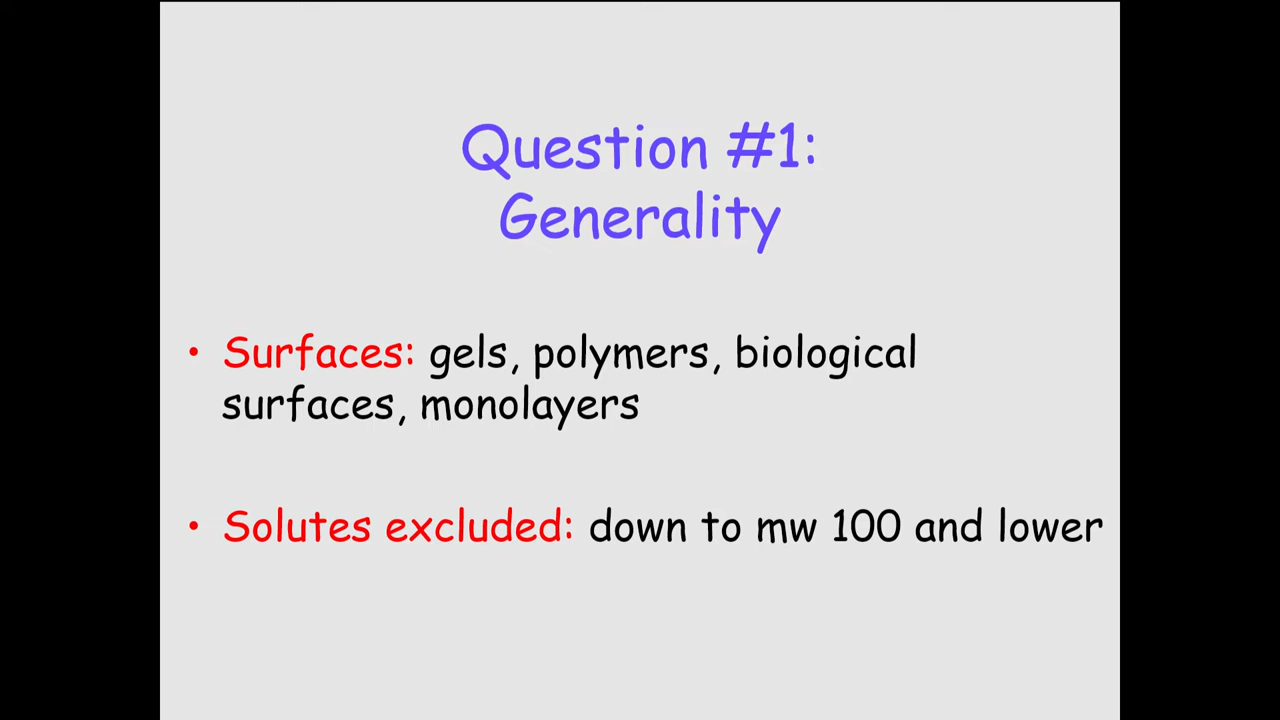 Question #1:
Generality
• Surfaces: gels, polymers, biological
surfaces, monolayers
• Solutes excluded: down to mw 100 and lower